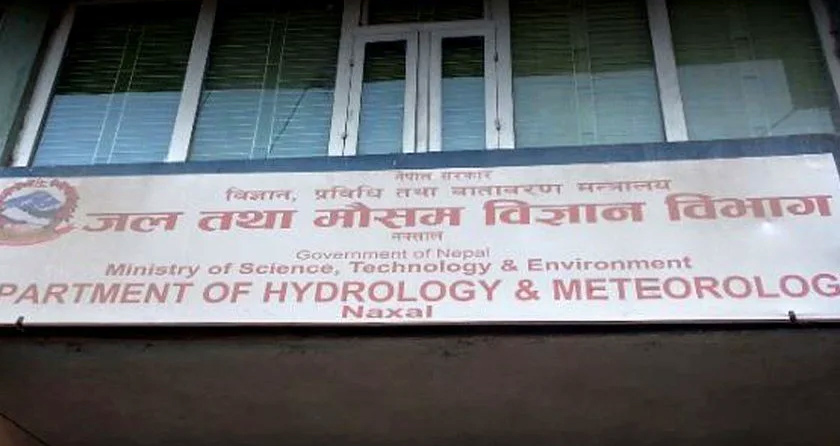 नेपाल सरकार
विज्ञान, प्रविधि तथा वातावरण मन्त्रालय
जल तथा मौसम विज्ञान विभाग
नक्साल
Government of Nepal
Ministry of Science, Technology & Environment
PARTMENT OF HYDROLOGY & METEOROLOG
Naxal